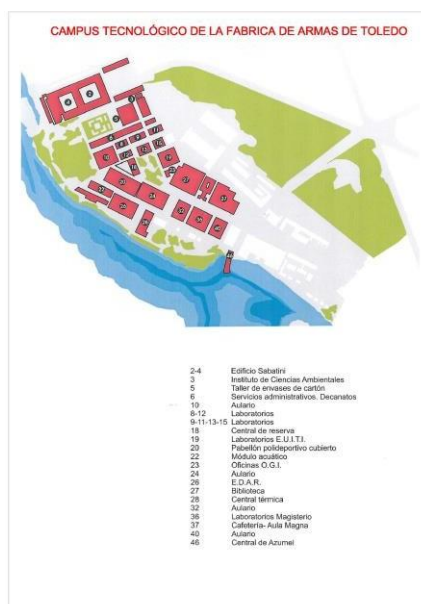 CAMPUS TECNOLÓGICO DE LA FABRICA DE ARMAS DE TOLEDO
2-4 Edificio Sabatini
3 Instituto de Ciencias Ambientales
5 Taller de envases de cartón
6 Servicios administrativos. Decanatos
10 Aulario
8-12 Laboratorios
9-11-13-15 Laboratorios
18 Central de reserva
19 Laboratorios E.U.I.T.I.
20 Pabellón polideportivo cubierto
22 Módulo acuático
23 Oficinas O.G.I.
24 Aulario
26 E.D.A.R.
27 Biblioteca
28 Central térmica
32 Aulario
36 Laboratorios Magisterio
37 Cafetería- Aula Magna
40 Aulario
46 Central de Azumel